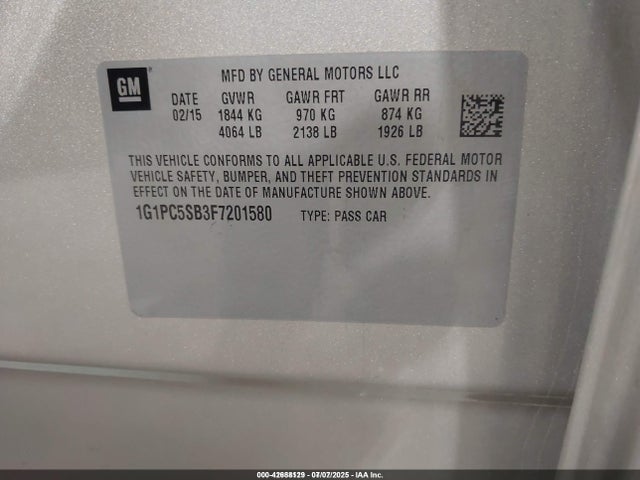 GM
MFD BY GENERAL MOTORS LLC
DATE GVWR GAWR FRT GAWR RR
02/15 1844 KG 970 KG 874 KG
4064 LB 2138 LB 1926 LB
THIS VEHICLE CONFORMS TO ALL APPLICABLE U.S. FEDERAL MOTOR
VEHICLE SAFETY, BUMPER, AND THEFT PREVENTION STANDARDS IN
EFFECT ON THE DATE OF MANUFACTURE SHOWN ABOVE.
1G1PC5SB3F7201580 TYPE: PASS CAR
000-42688129 07/07/2025 - IAA Inc.